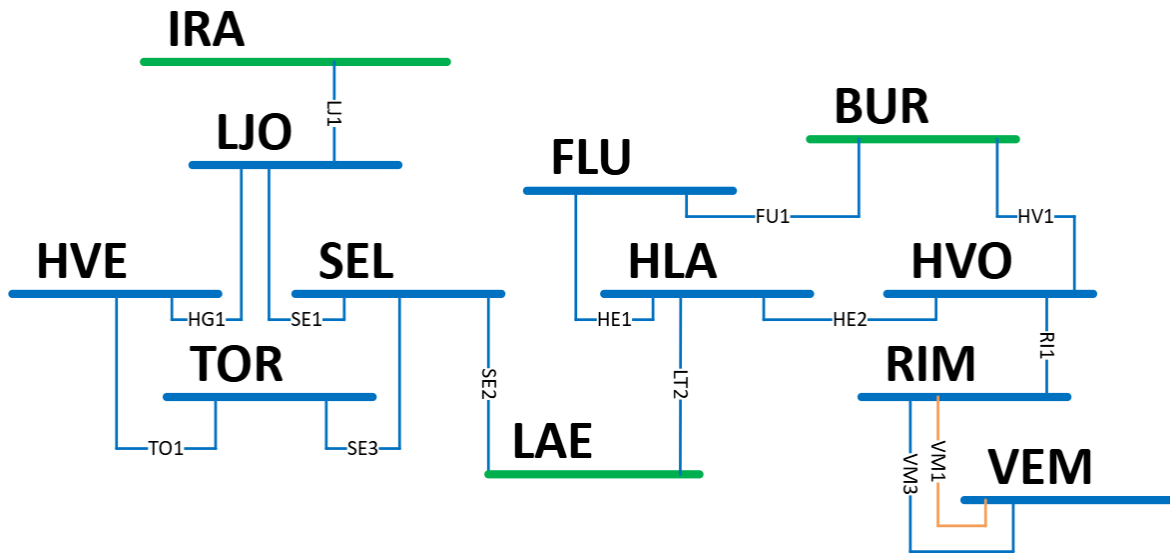 IRA
LJ1
LJO
BUR
FLU
FU1
HV1
HVE
SEL
HLA
HVO
HG1
SE1
HE1
HE2
RI1
TOR
SE2
LT2
RIM
TO1
SE3
LAE
VM3
VM1
VEM